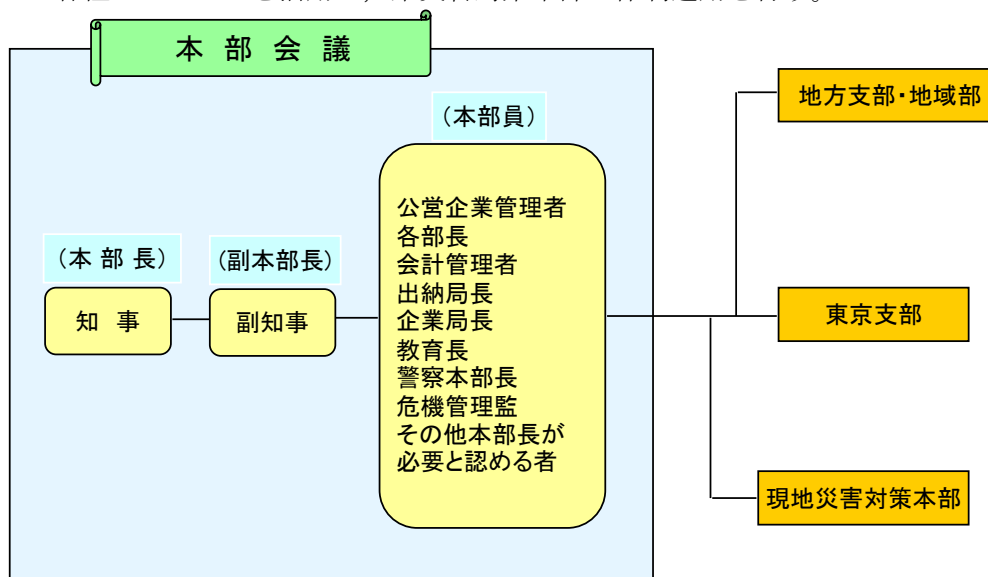 本 部 会 議
（本部員）
公営企業管理者
各部長
会計管理者
出納局長
企業局長
教育長
警察本部長
危機管理監
その他本部長が
必要と認める者
（本 部 長）
知 事
（副本部長）
副知事
地方支部・地域部
東京支部
現地災害対策本部